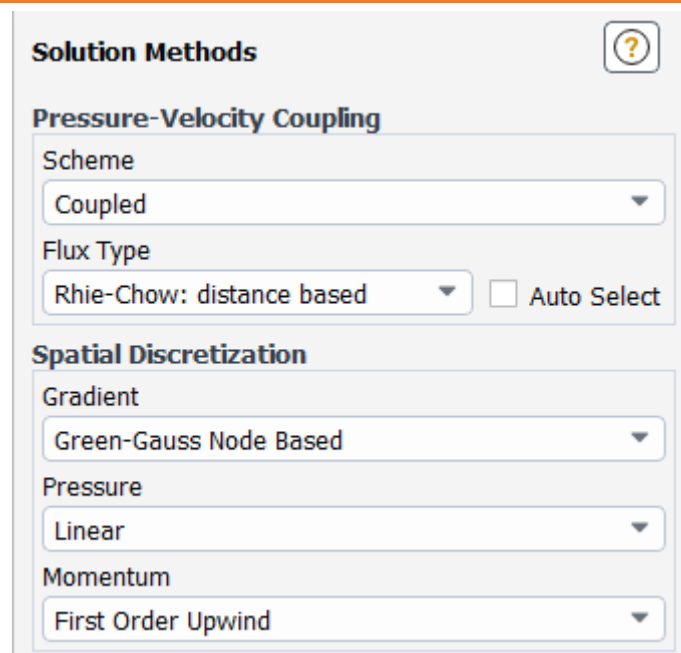 Solution Methods
?
Pressure-Velocity Coupling
Scheme
Coupled
Flux Type
Rhie-Chow: distance based Auto Select
Spatial Discretization
Gradient
Green-Gauss Node Based
Pressure
Linear
Momentum
First Order Upwind